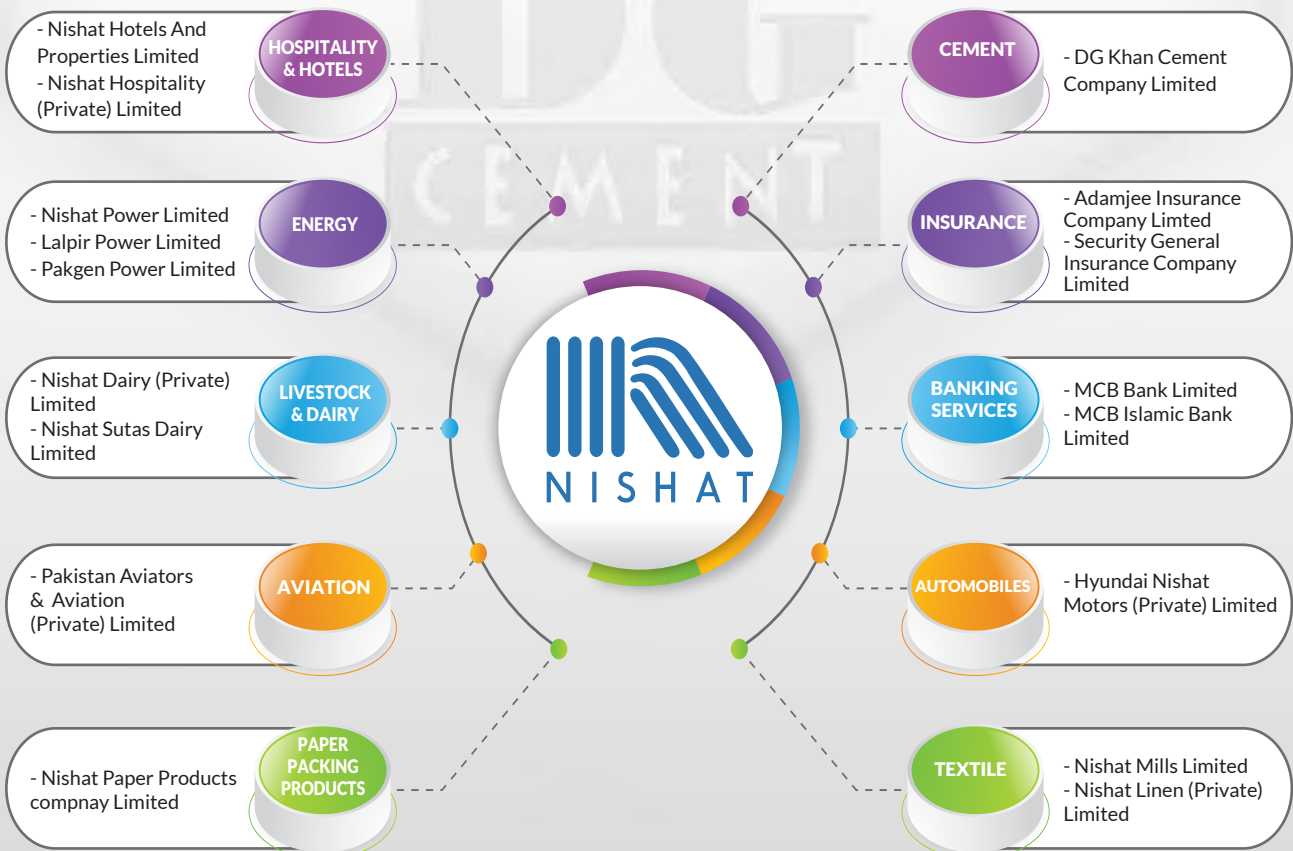 - Nishat Hotels And
Properties Limited
- Nishat Hospitality
(Private) Limited
HOSPITALITY
& HOTELS
- Nishat Power Limited
- Lalpir Power Limited
- Pakgen Power Limited
ENERGY
- Nishat Dairy (Private)
Limited
- Nishat Sutas Dairy
Limited
LIVESTOCK
& DAIRY
- Pakistan Aviators
& Aviation
(Private) Limited
AVIATION
- Nishat Paper Products
compnay Limited
PAPER
PACKING
PRODUCTS
DG
CEMENT
NISHAT
CEMENT
- DG Khan Cement
Company Limited
INSURANCE
- Adamjee Insurance
Company Limted
- Security General
Insurance Company
Limited
BANKING
SERVICES
- MCB Bank Limited
- MCB Islamic Bank
Limited
AUTOMOBILES
- Hyundai Nishat
Motors (Private) Limited
TEXTILE
- Nishat Mills Limited
- Nishat Linen (Private)
Limited